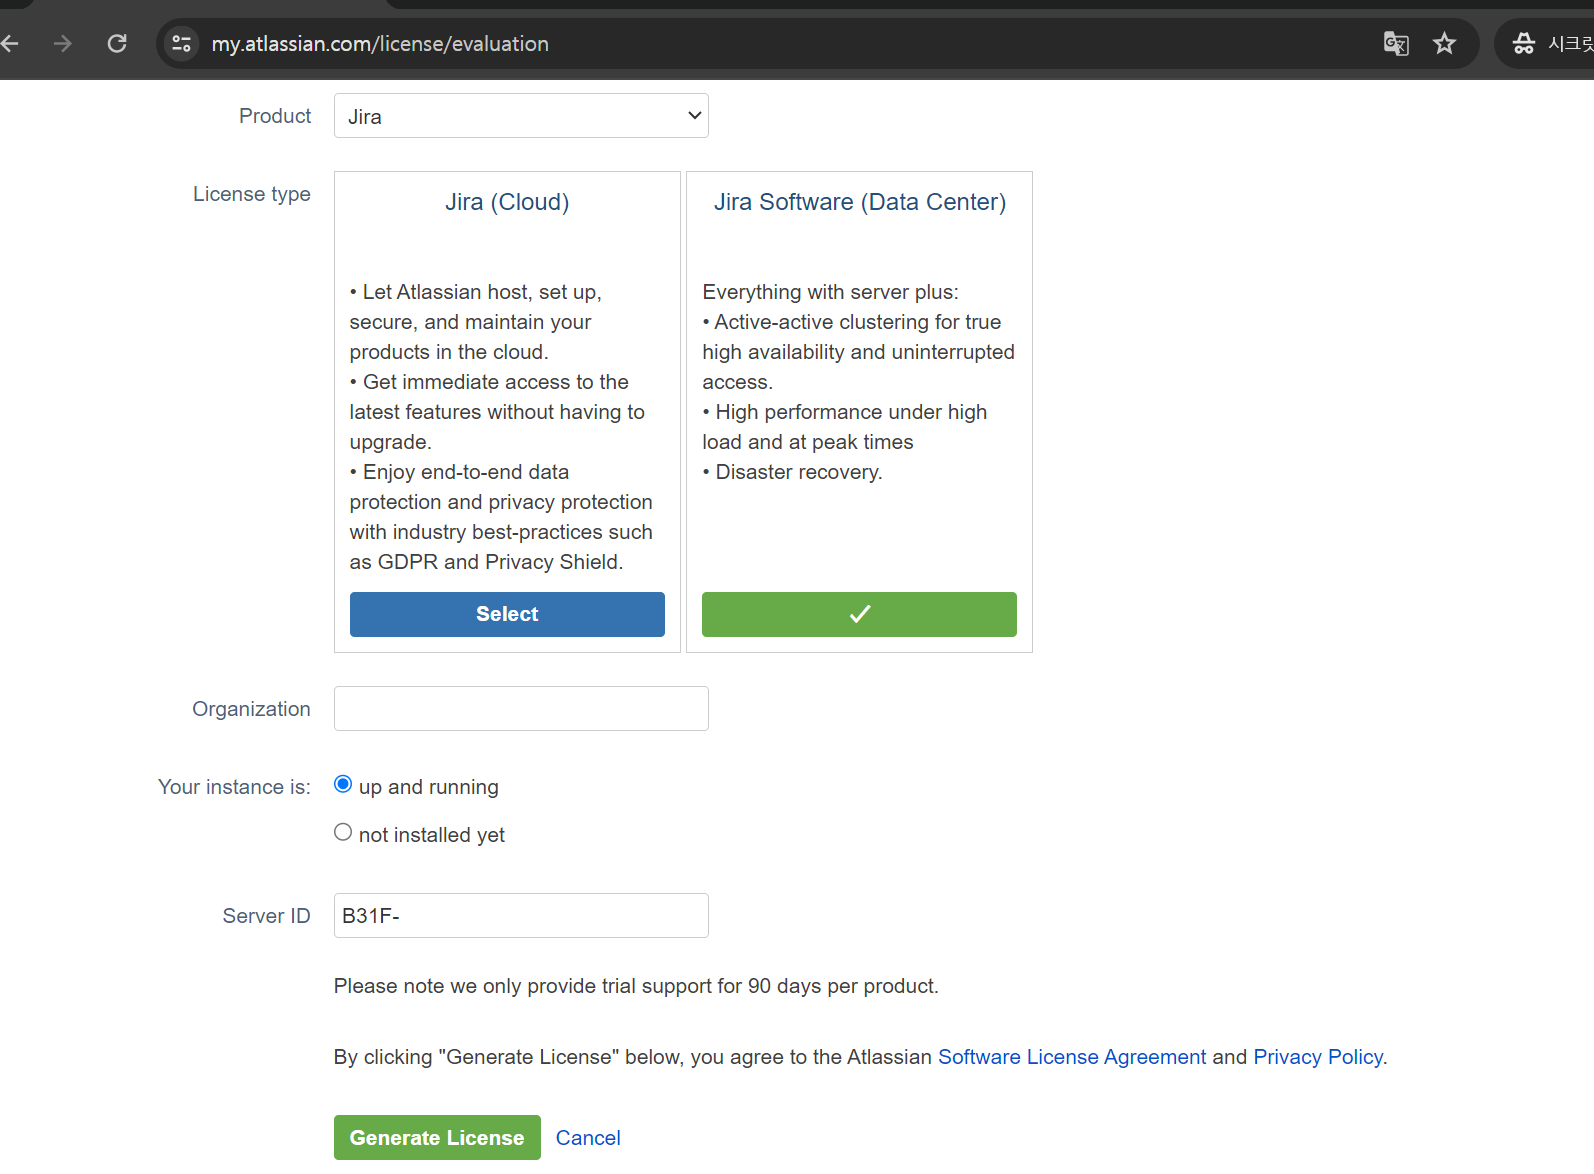 my.atlassian.com/license/evaluation
Product
Jira
License type
Jira (Cloud)
• Let Atlassian host, set up,
secure, and maintain your
products in the cloud.
• Get immediate access to the
latest features without having to
upgrade.
• Enjoy end-to-end data
protection and privacy protection
with industry best-practices such
as GDPR and Privacy Shield.
Select
Jira Software (Data Center)
Everything with server plus:
• Active-active clustering for true
high availability and uninterrupted
access.
• High performance under high
load and at peak times
• Disaster recovery.
Organization
Your instance is:
up and running
not installed yet
Server ID
B31F-
Please note we only provide trial support for 90 days per product.
By clicking "Generate License" below, you agree to the Atlassian Software License Agreement and Privacy Policy.
Generate License
Cancel